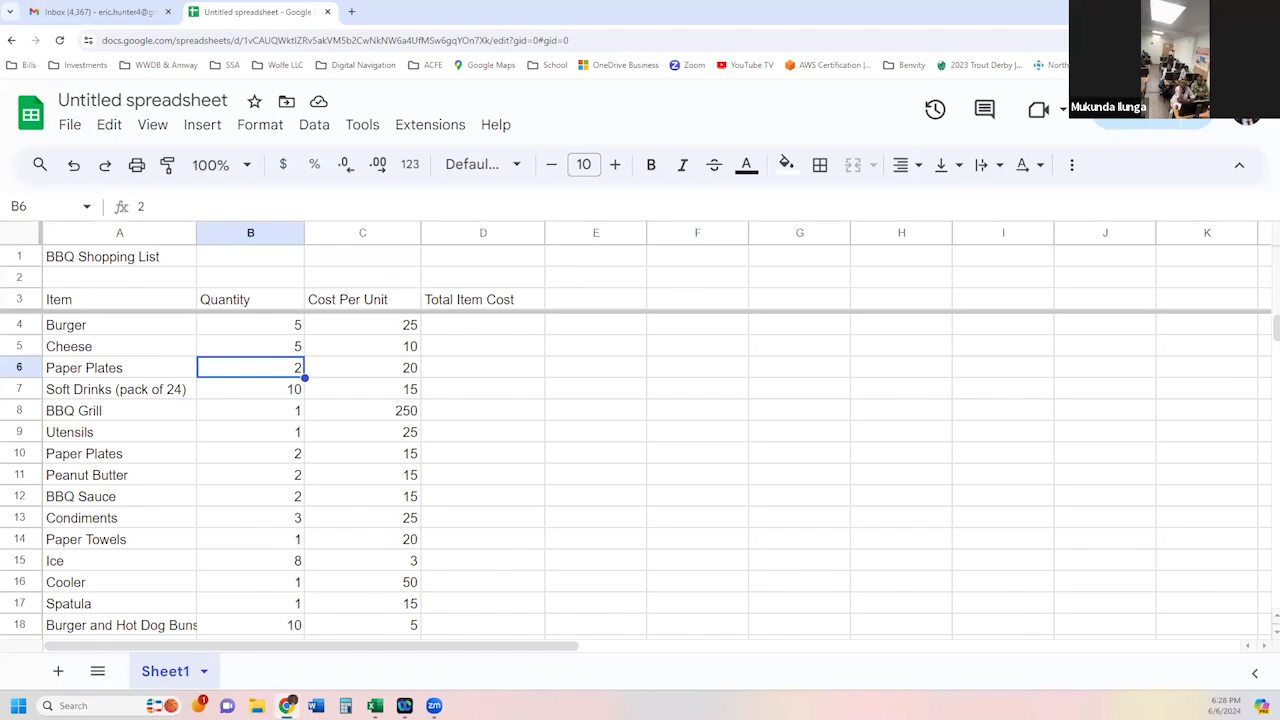 Inbox (4,367) - eric.hunter4@g
Untitled spreadsheet - Google
docs.google.com/spreadsheets/d/1vCAUQWktIZRv5akVM5b2CwNkNW6a4UfMSw6gqYOn7Xk/edit?gid=0#gid=0
Bills Investments WWDB & Amway SSA Wolfe LLC Digital Navigation ACFE Google Maps School OneDrive Business Zoom YouTube TV AWS Certification |... Benvity 2023 Trout Derby |... North
Mukunda Ilunga
Untitled spreadsheet
File Edit View Insert Format Data Tools Extensions Help
100% $ % .0 .00 123 Defaul... 10 B I S A
B6 fx 2
A B C D E F G H I J K
1 BBQ Shopping List
2
3 Item Quantity Cost Per Unit Total Item Cost
4 Burger 5 25
5 Cheese 5 10
6 Paper Plates 2 20
7 Soft Drinks (pack of 24) 10 15
8 BBQ Grill 1 250
9 Utensils 1 25
10 Paper Plates 2 15
11 Peanut Butter 2 15
12 BBQ Sauce 2 15
13 Condiments 3 25
14 Paper Towels 1 20
15 Ice 8 3
16 Cooler 1 50
17 Spatula 1 15
18 Burger and Hot Dog Buns 10 5
Sheet1
Search
6:28 PM
6/6/2024